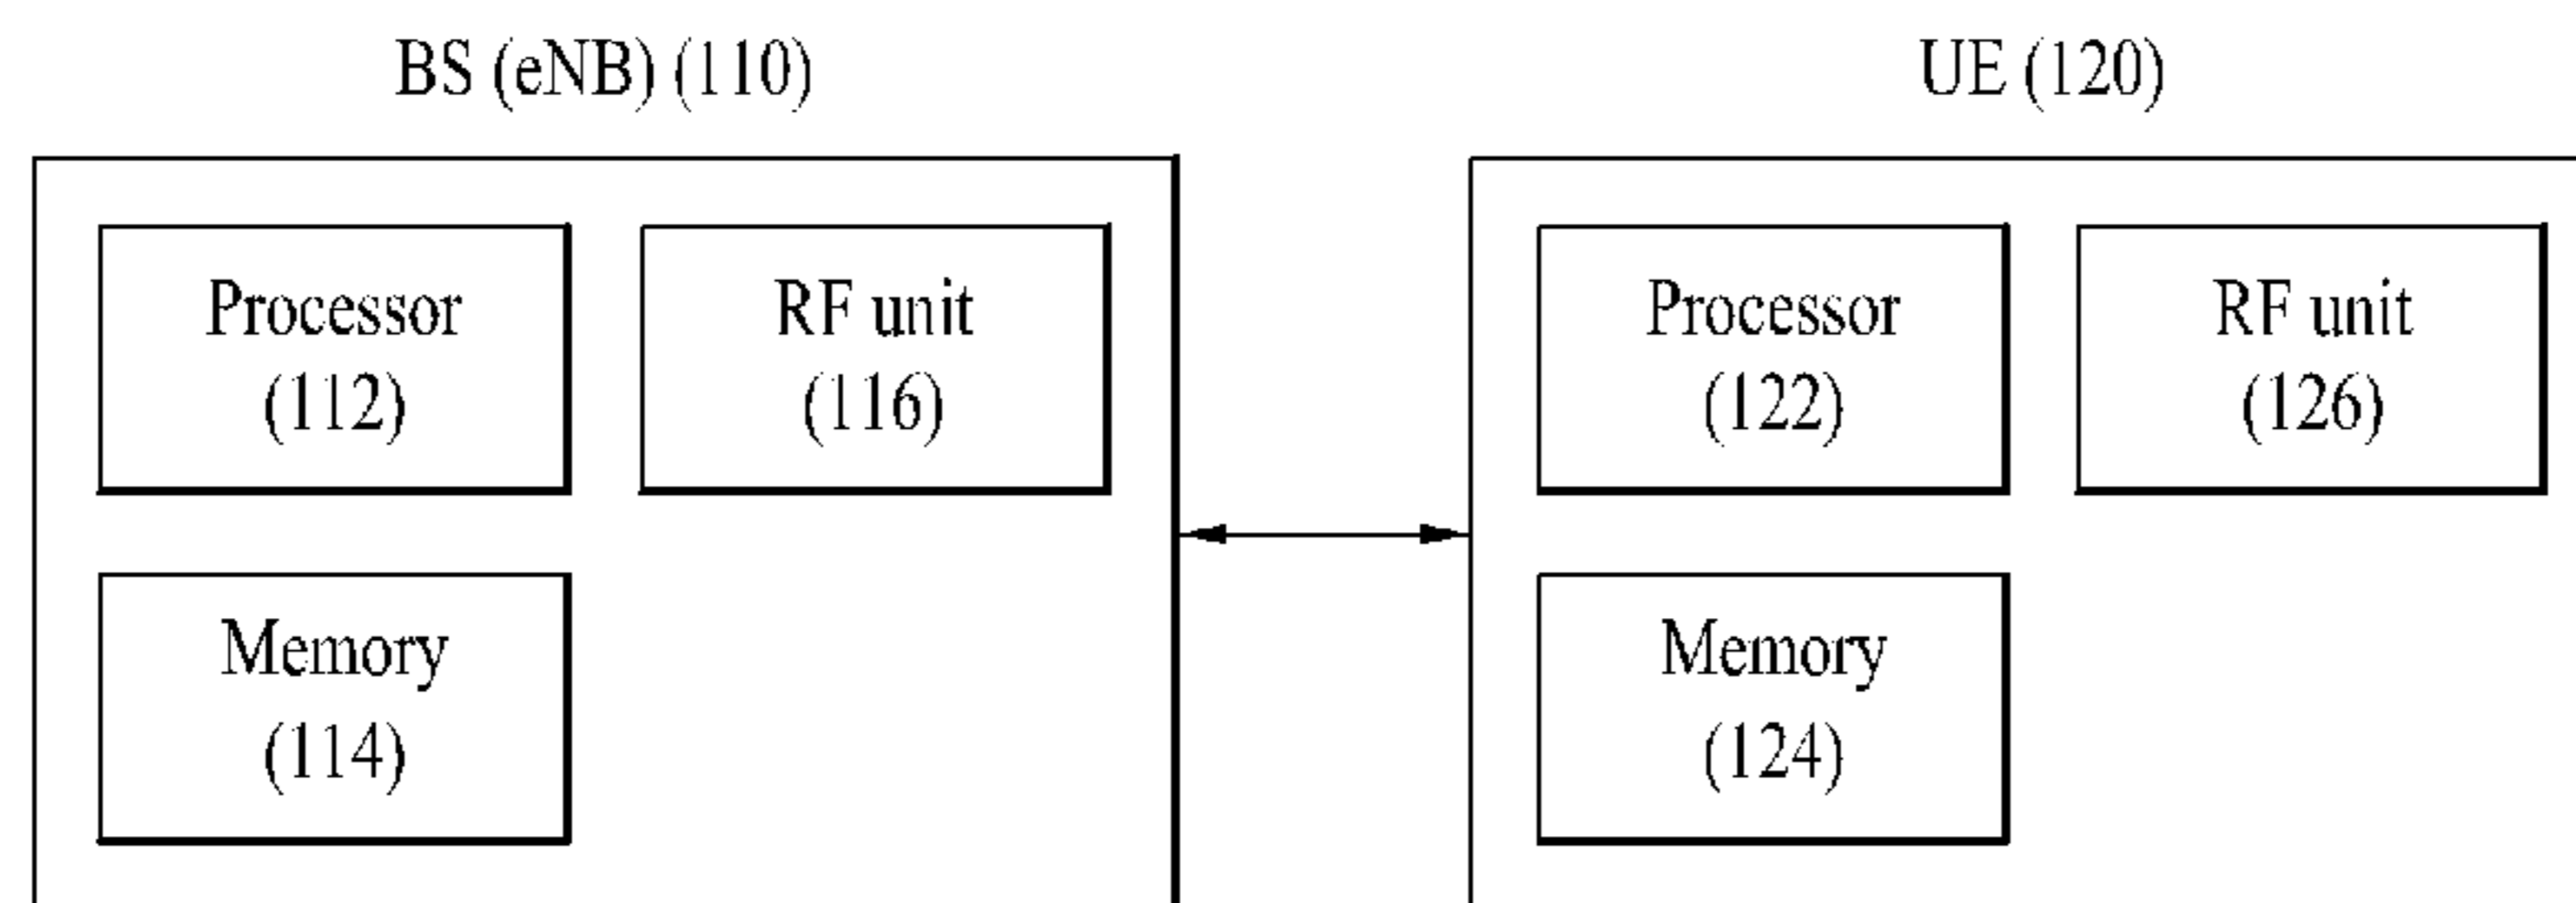 BS (eNB) (110)
UE (120)
Processor
(112)
RF unit
(116)
Processor
(122)
RF unit
(126)
Memory
(114)
Memory
(124)